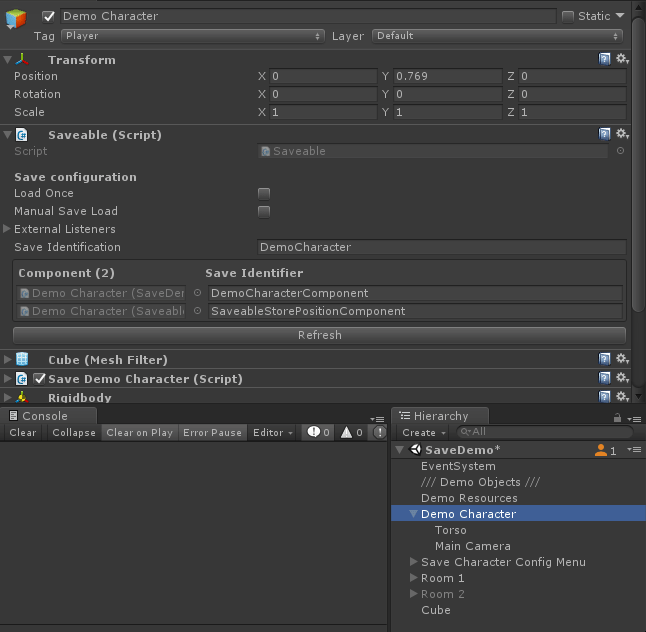 Demo Character Static
Tag Player Layer Default
Transform
Position X 0 Y 0.769 Z 0
Rotation X 0 Y 0 Z 0
Scale X 1 Y 1 Z 1
Saveable (Script)
Script Saveable
Save configuration
Load Once
Manual Save Load
External Listeners
Save Identification DemoCharacter
Component (2) Save Identifier
Demo Character (SaveDer DemoCharacterComponent
Demo Character (Saveabl SaveableStorePositionComponent
Refresh
Cube (Mesh Filter)
Save Demo Character (Script)
Rigidbody
Console
Clear Collapse Clear on Play Error Pause Editor 0 0
Hierarchy
Create All
SaveDemo* 1
EventSystem
/// Demo Objects ///
Demo Resources
Demo Character
Torso
Main Camera
Save Character Config Menu
Room 1
Room 2
Cube